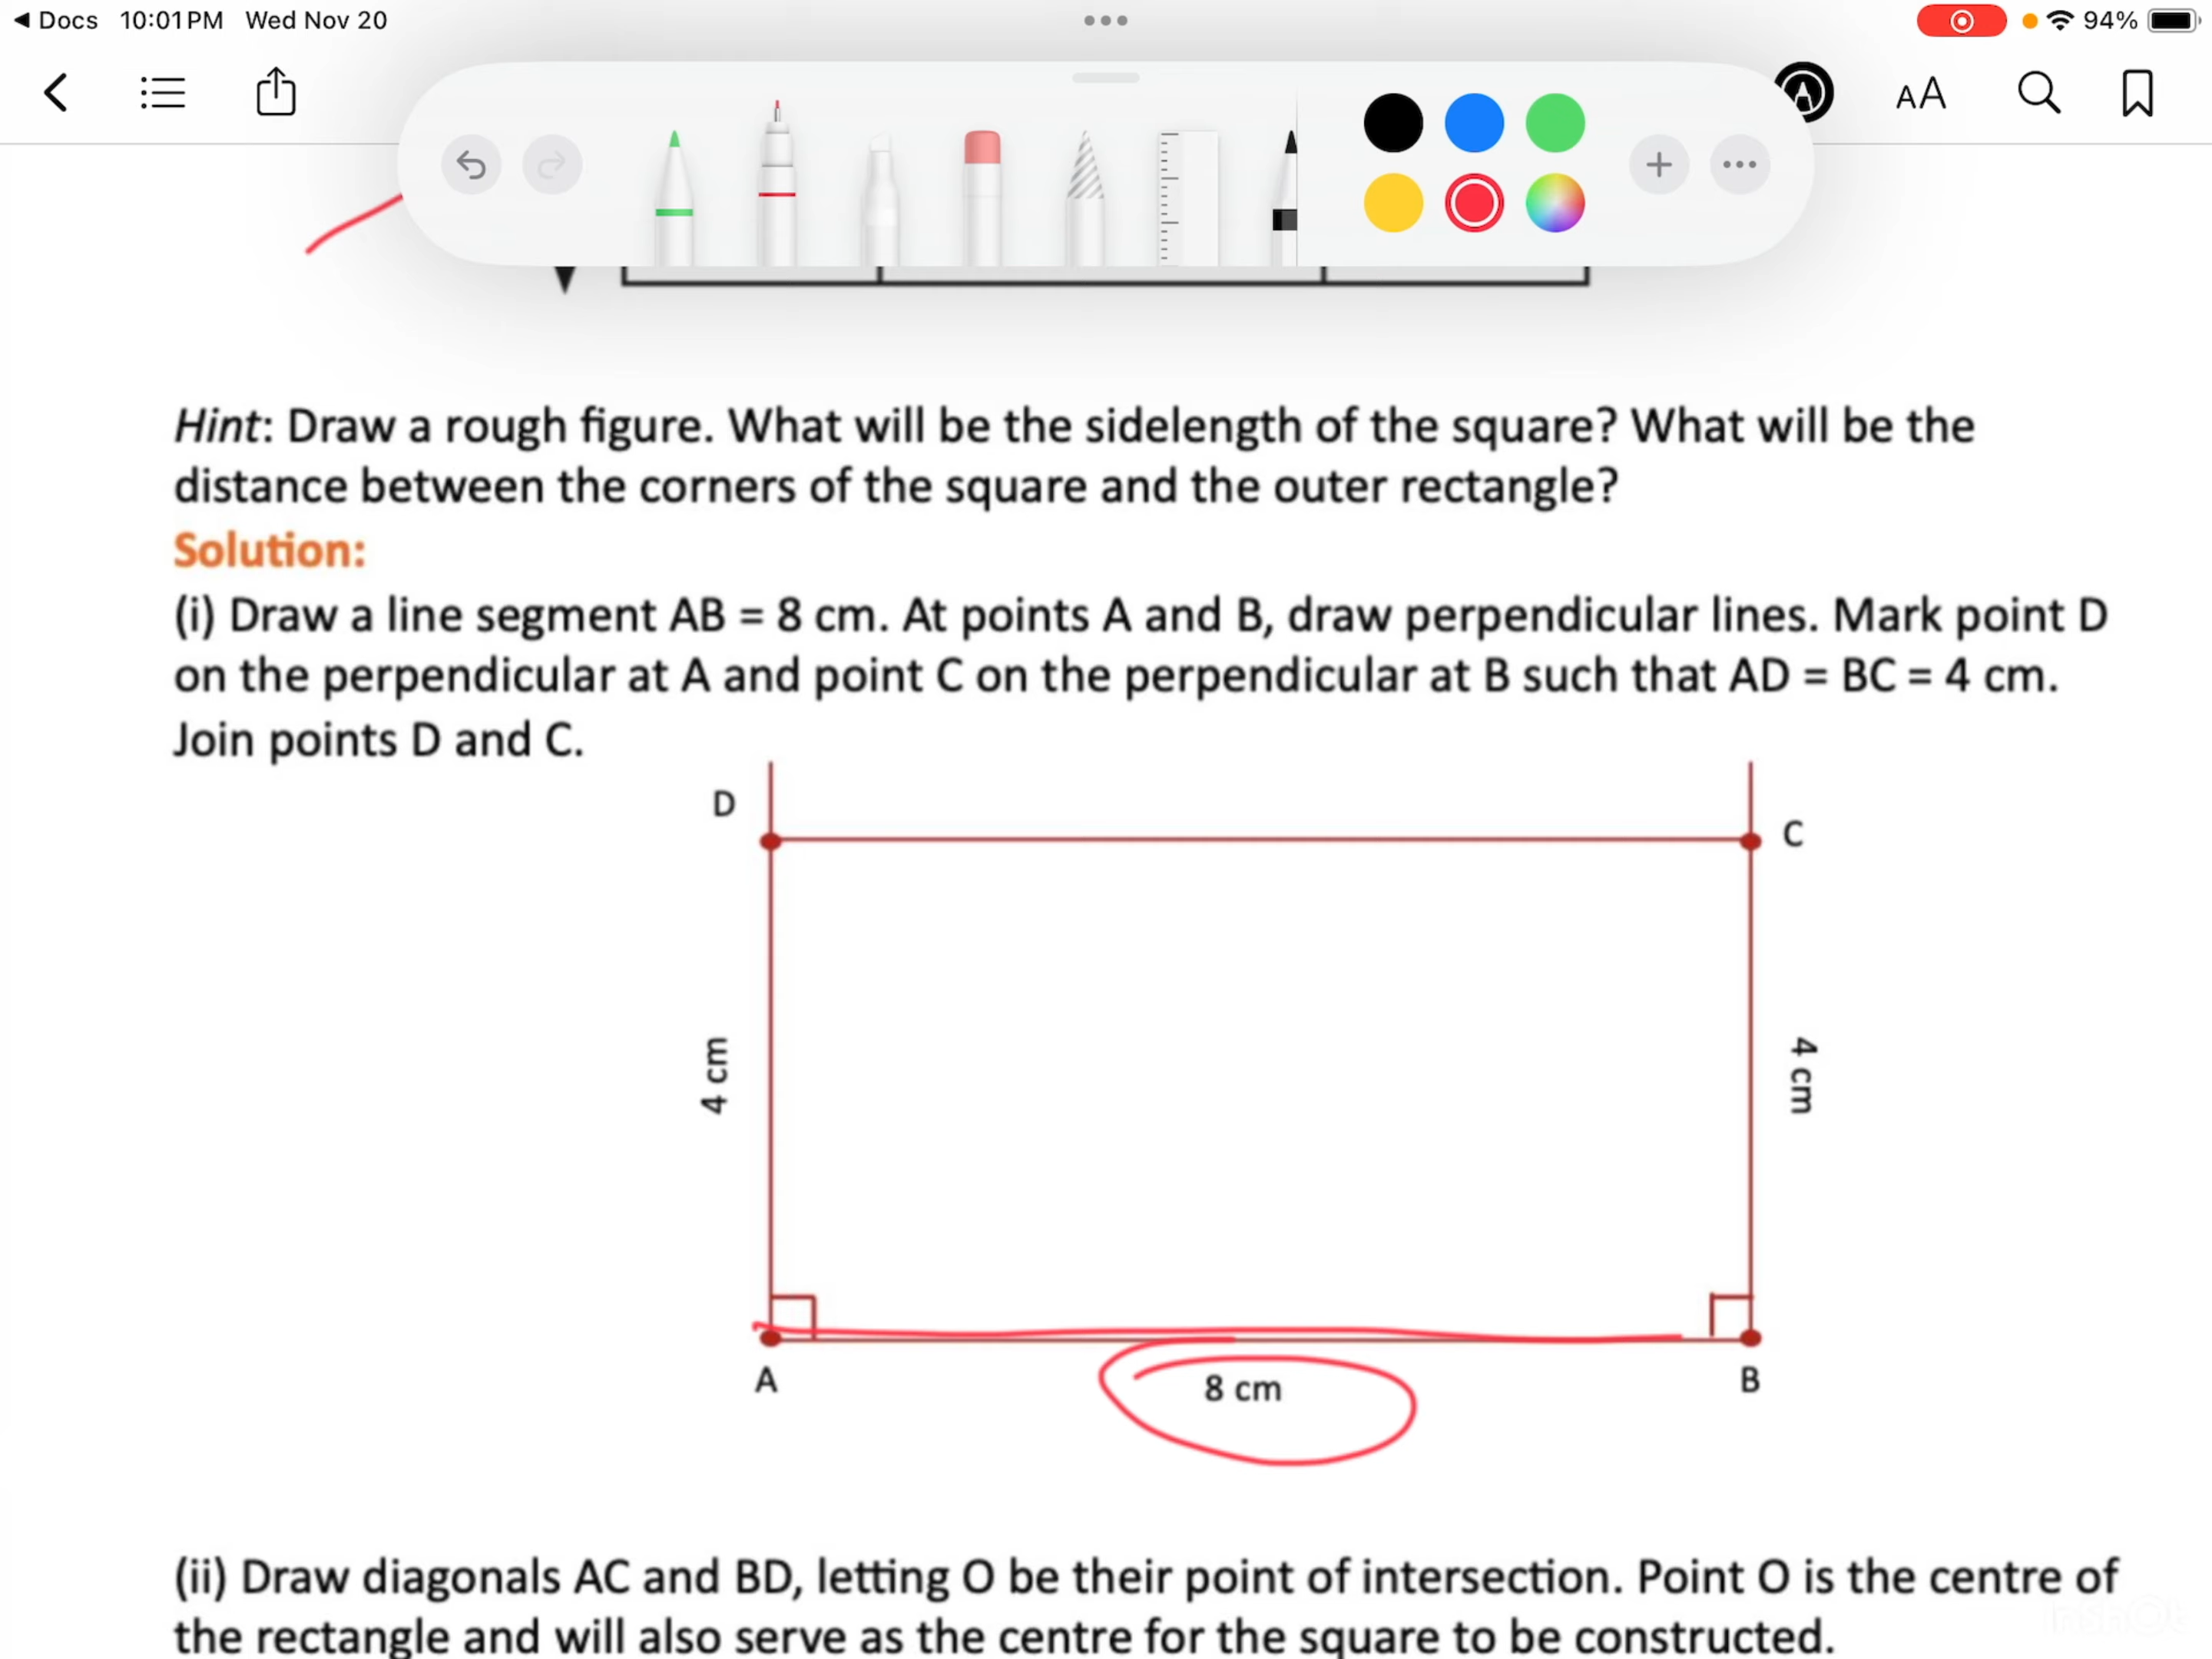 Docs 10:01 PM Wed Nov 20
94%
AA
Hint: Draw a rough figure. What will be the sidelength of the square? What will be the
distance between the corners of the square and the outer rectangle?
Solution:
(i) Draw a line segment AB = 8 cm. At points A and B, draw perpendicular lines. Mark point D
on the perpendicular at A and point C on the perpendicular at B such that AD = BC = 4 cm.
Join points D and C.
D
C
4 cm
4 cm
A
8 cm
B
(ii) Draw diagonals AC and BD, letting O be their point of intersection. Point O is the centre of
the rectangle and will also serve as the centre for the square to be constructed.